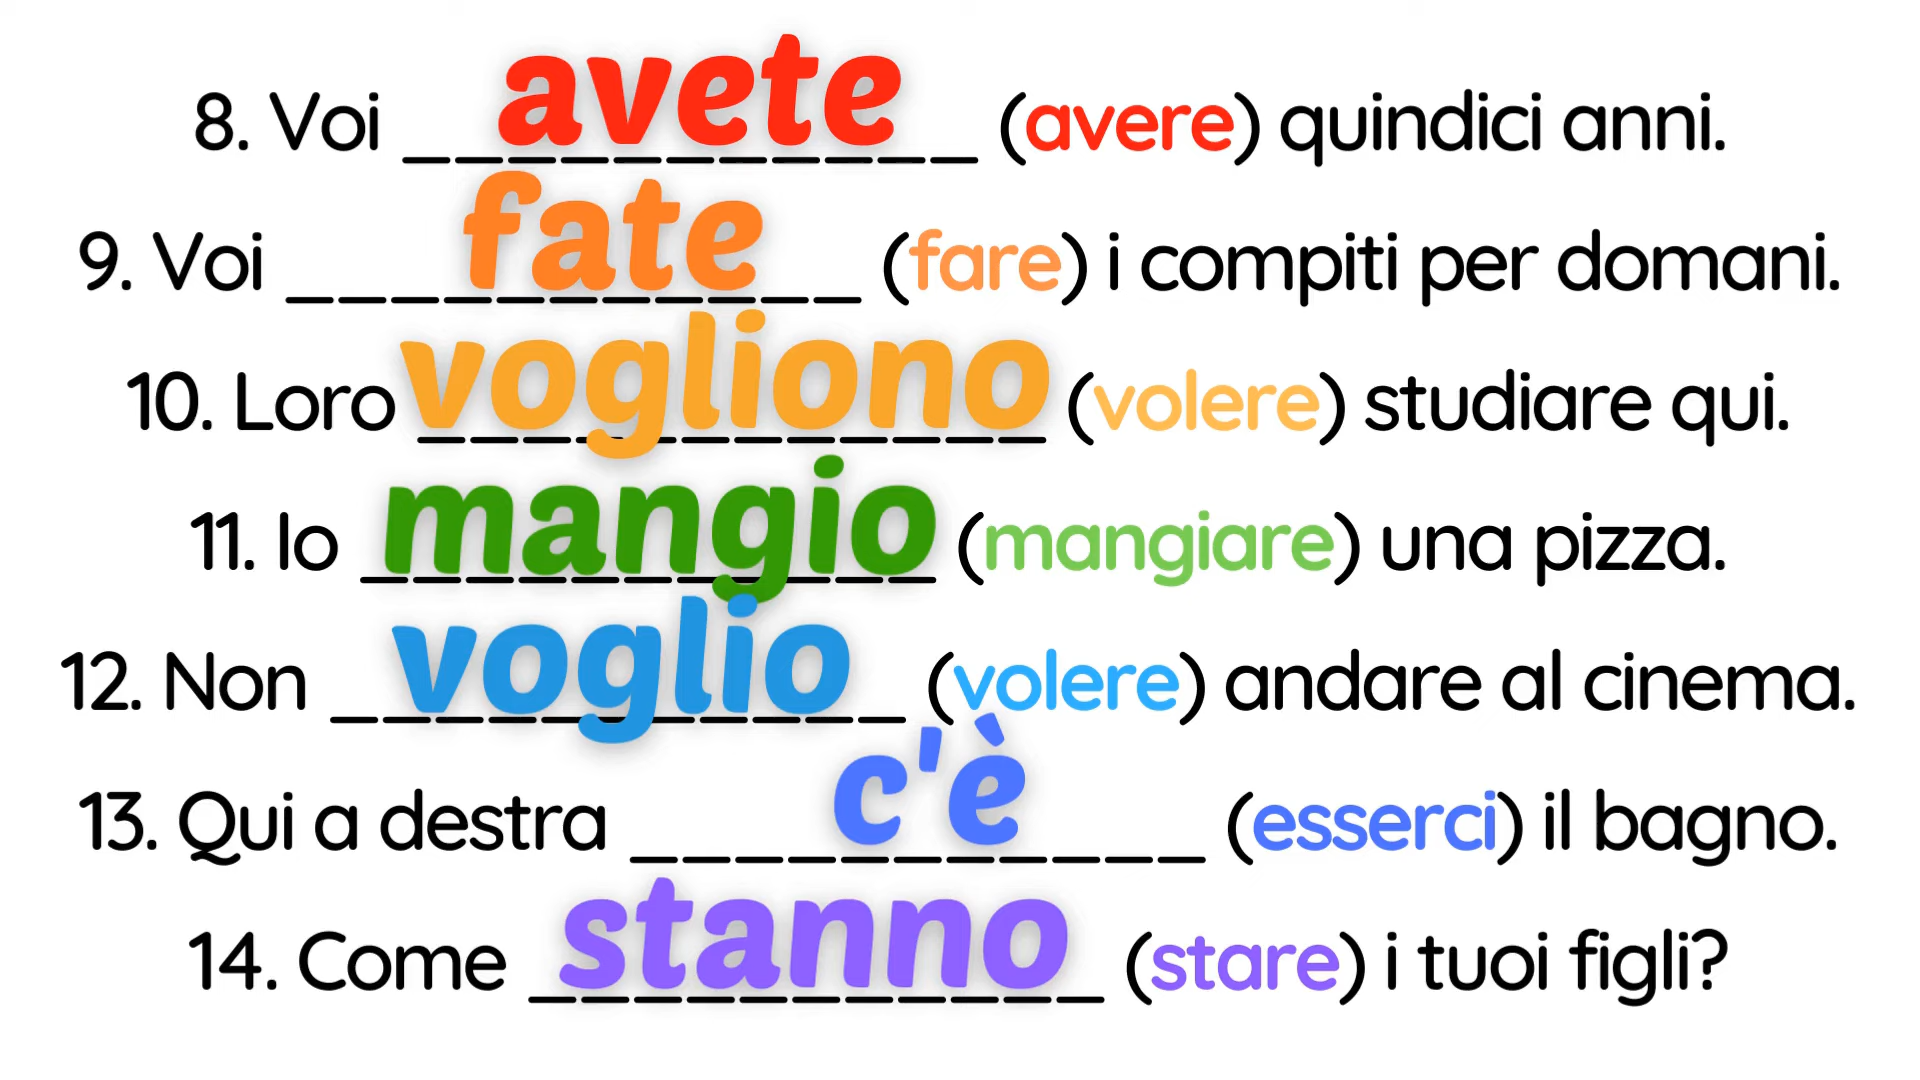 8. Voi avete (avere) quindici anni.
9. Voi fate (fare) i compiti per domani.
10. Loro vogliono (volere) studiare qui.
11. Io mangio (mangiare) una pizza.
12. Non voglio (volere) andare al cinema.
13. Qui a destra c'è (esserci) il bagno.
14. Come stanno (stare) i tuoi figli?